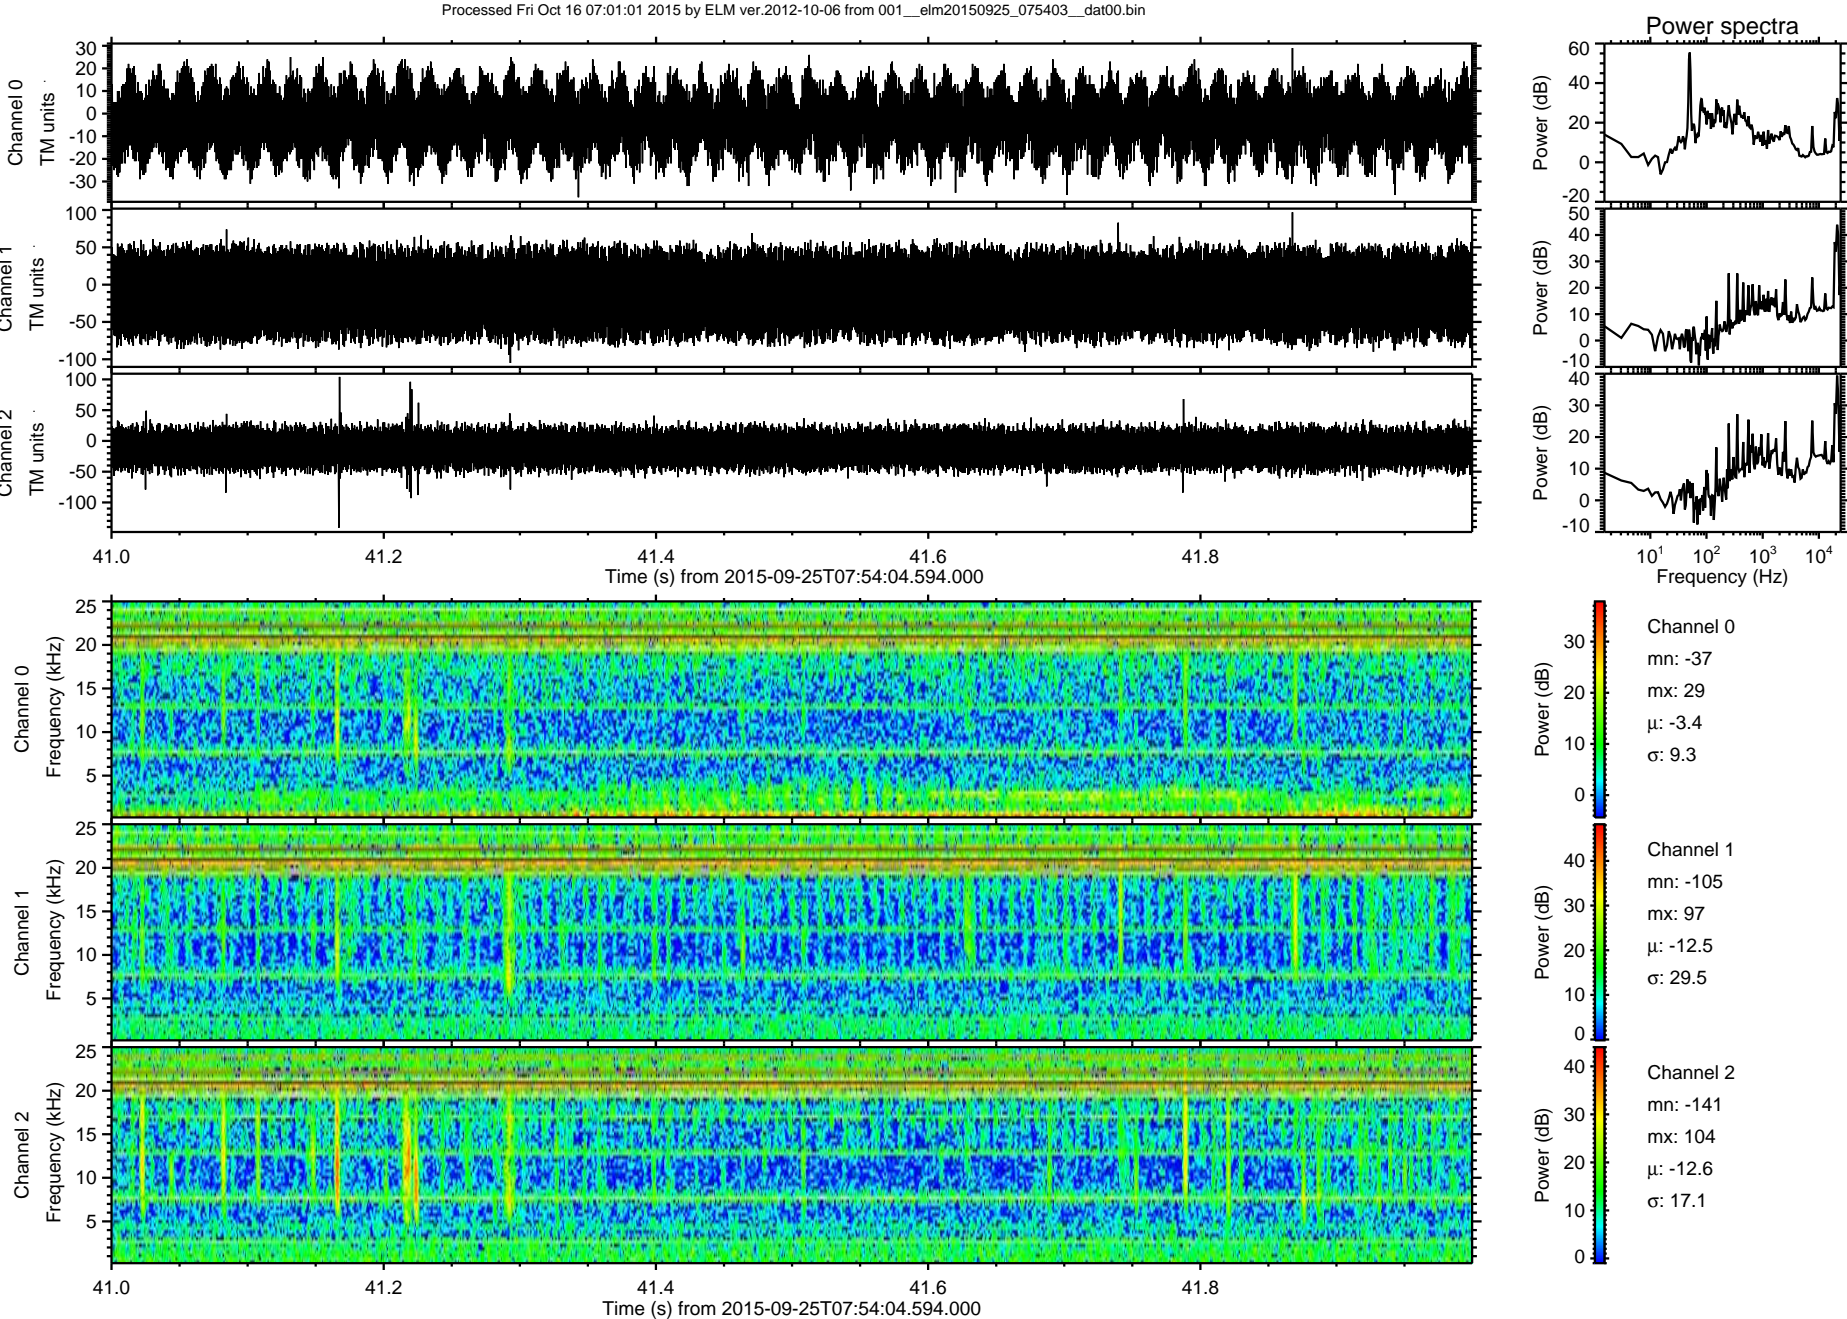 Processed Fri Oct 16 07:01:01 2015 by ELM ver.2012-10-06 from 001__elm20150925_075403__dat00.bin
Power spectra
Channel 0
TM units
30
20
10
0
-10
-20
-30
Power (dB)
60
40
20
0
-20
Channel 1
TM units
100
50
0
-50
-100
Power (dB)
50
40
30
20
10
0
-10
Channel 2
TM units
100
50
0
-50
-100
Power (dB)
40
30
20
10
0
-10
41.0 41.2 41.4 41.6 41.8
Time (s) from 2015-09-25T07:54:04.594.000
10¹ 10² 10³ 10⁴
Frequency (Hz)
Channel 0
Frequency (kHz)
25
20
15
10
5
Power (dB)
30
20
10
0
Channel 0
mn: -37
mx: 29
μ: -3.4
σ: 9.3
Channel 1
Frequency (kHz)
25
20
15
10
5
Power (dB)
40
30
20
10
0
Channel 1
mn: -105
mx: 97
μ: -12.5
σ: 29.5
Channel 2
Frequency (kHz)
25
20
15
10
5
Power (dB)
40
30
20
10
0
Channel 2
mn: -141
mx: 104
μ: -12.6
σ: 17.1
41.0 41.2 41.4 41.6 41.8
Time (s) from 2015-09-25T07:54:04.594.000